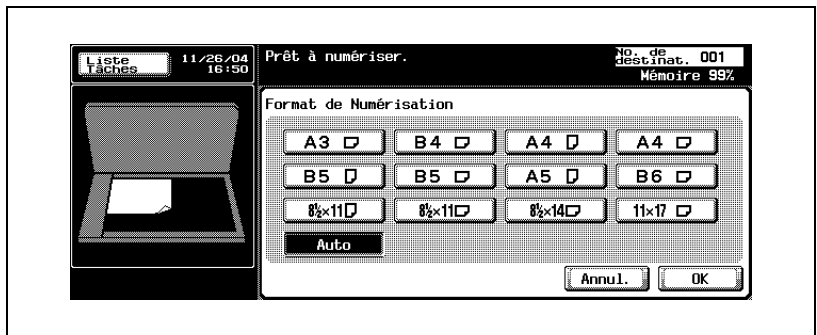 Liste Tâches 11/26/04 16:50
Prêt à numériser.
No. de destinat. 001
Mémoire 99%
Format de Numérisation
A3 B4 A4 A4
B5 B5 A5 B6
8½×11 8½×11 8½×14 11×17
Auto
Annul. OK